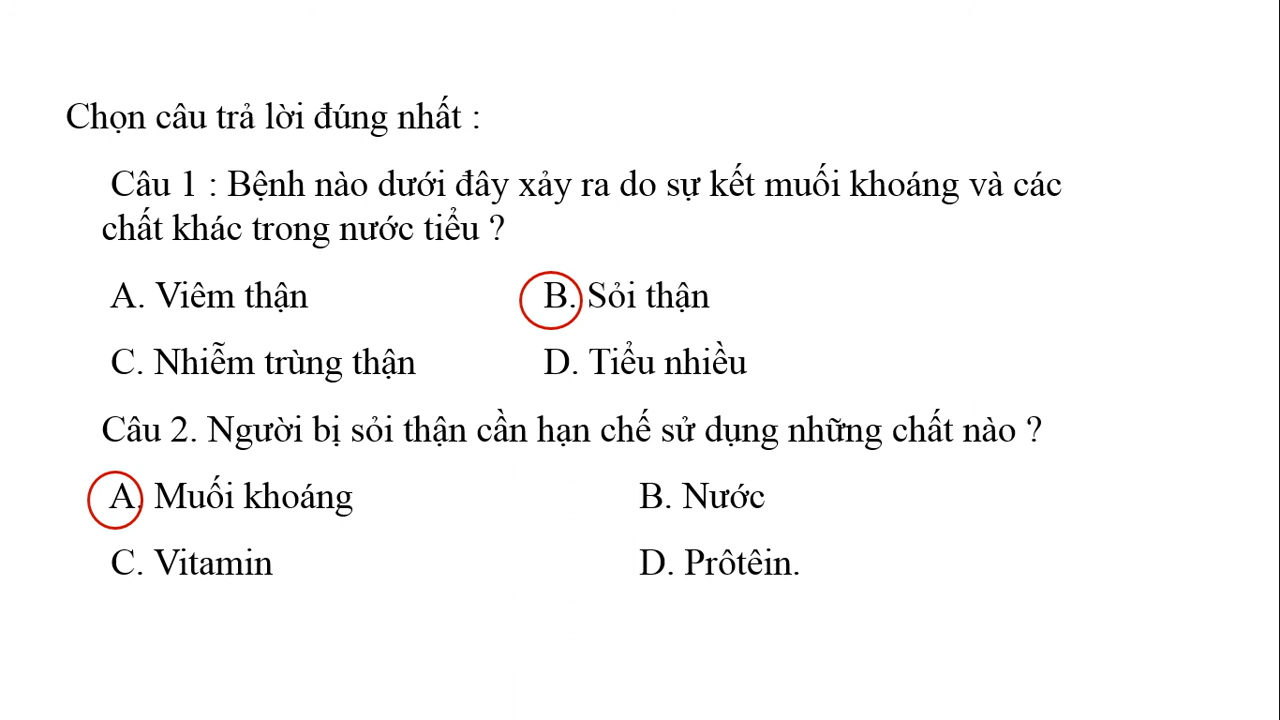 Chọn câu trả lời đúng nhất :
Câu 1 : Bệnh nào dưới đây xảy ra do sự kết muối khoáng và các
chất khác trong nước tiểu ?
A. Viêm thận B. Sỏi thận
C. Nhiễm trùng thận D. Tiểu nhiều
Câu 2. Người bị sỏi thận cần hạn chế sử dụng những chất nào ?
A. Muối khoáng B. Nước
C. Vitamin D. Prôtêin.